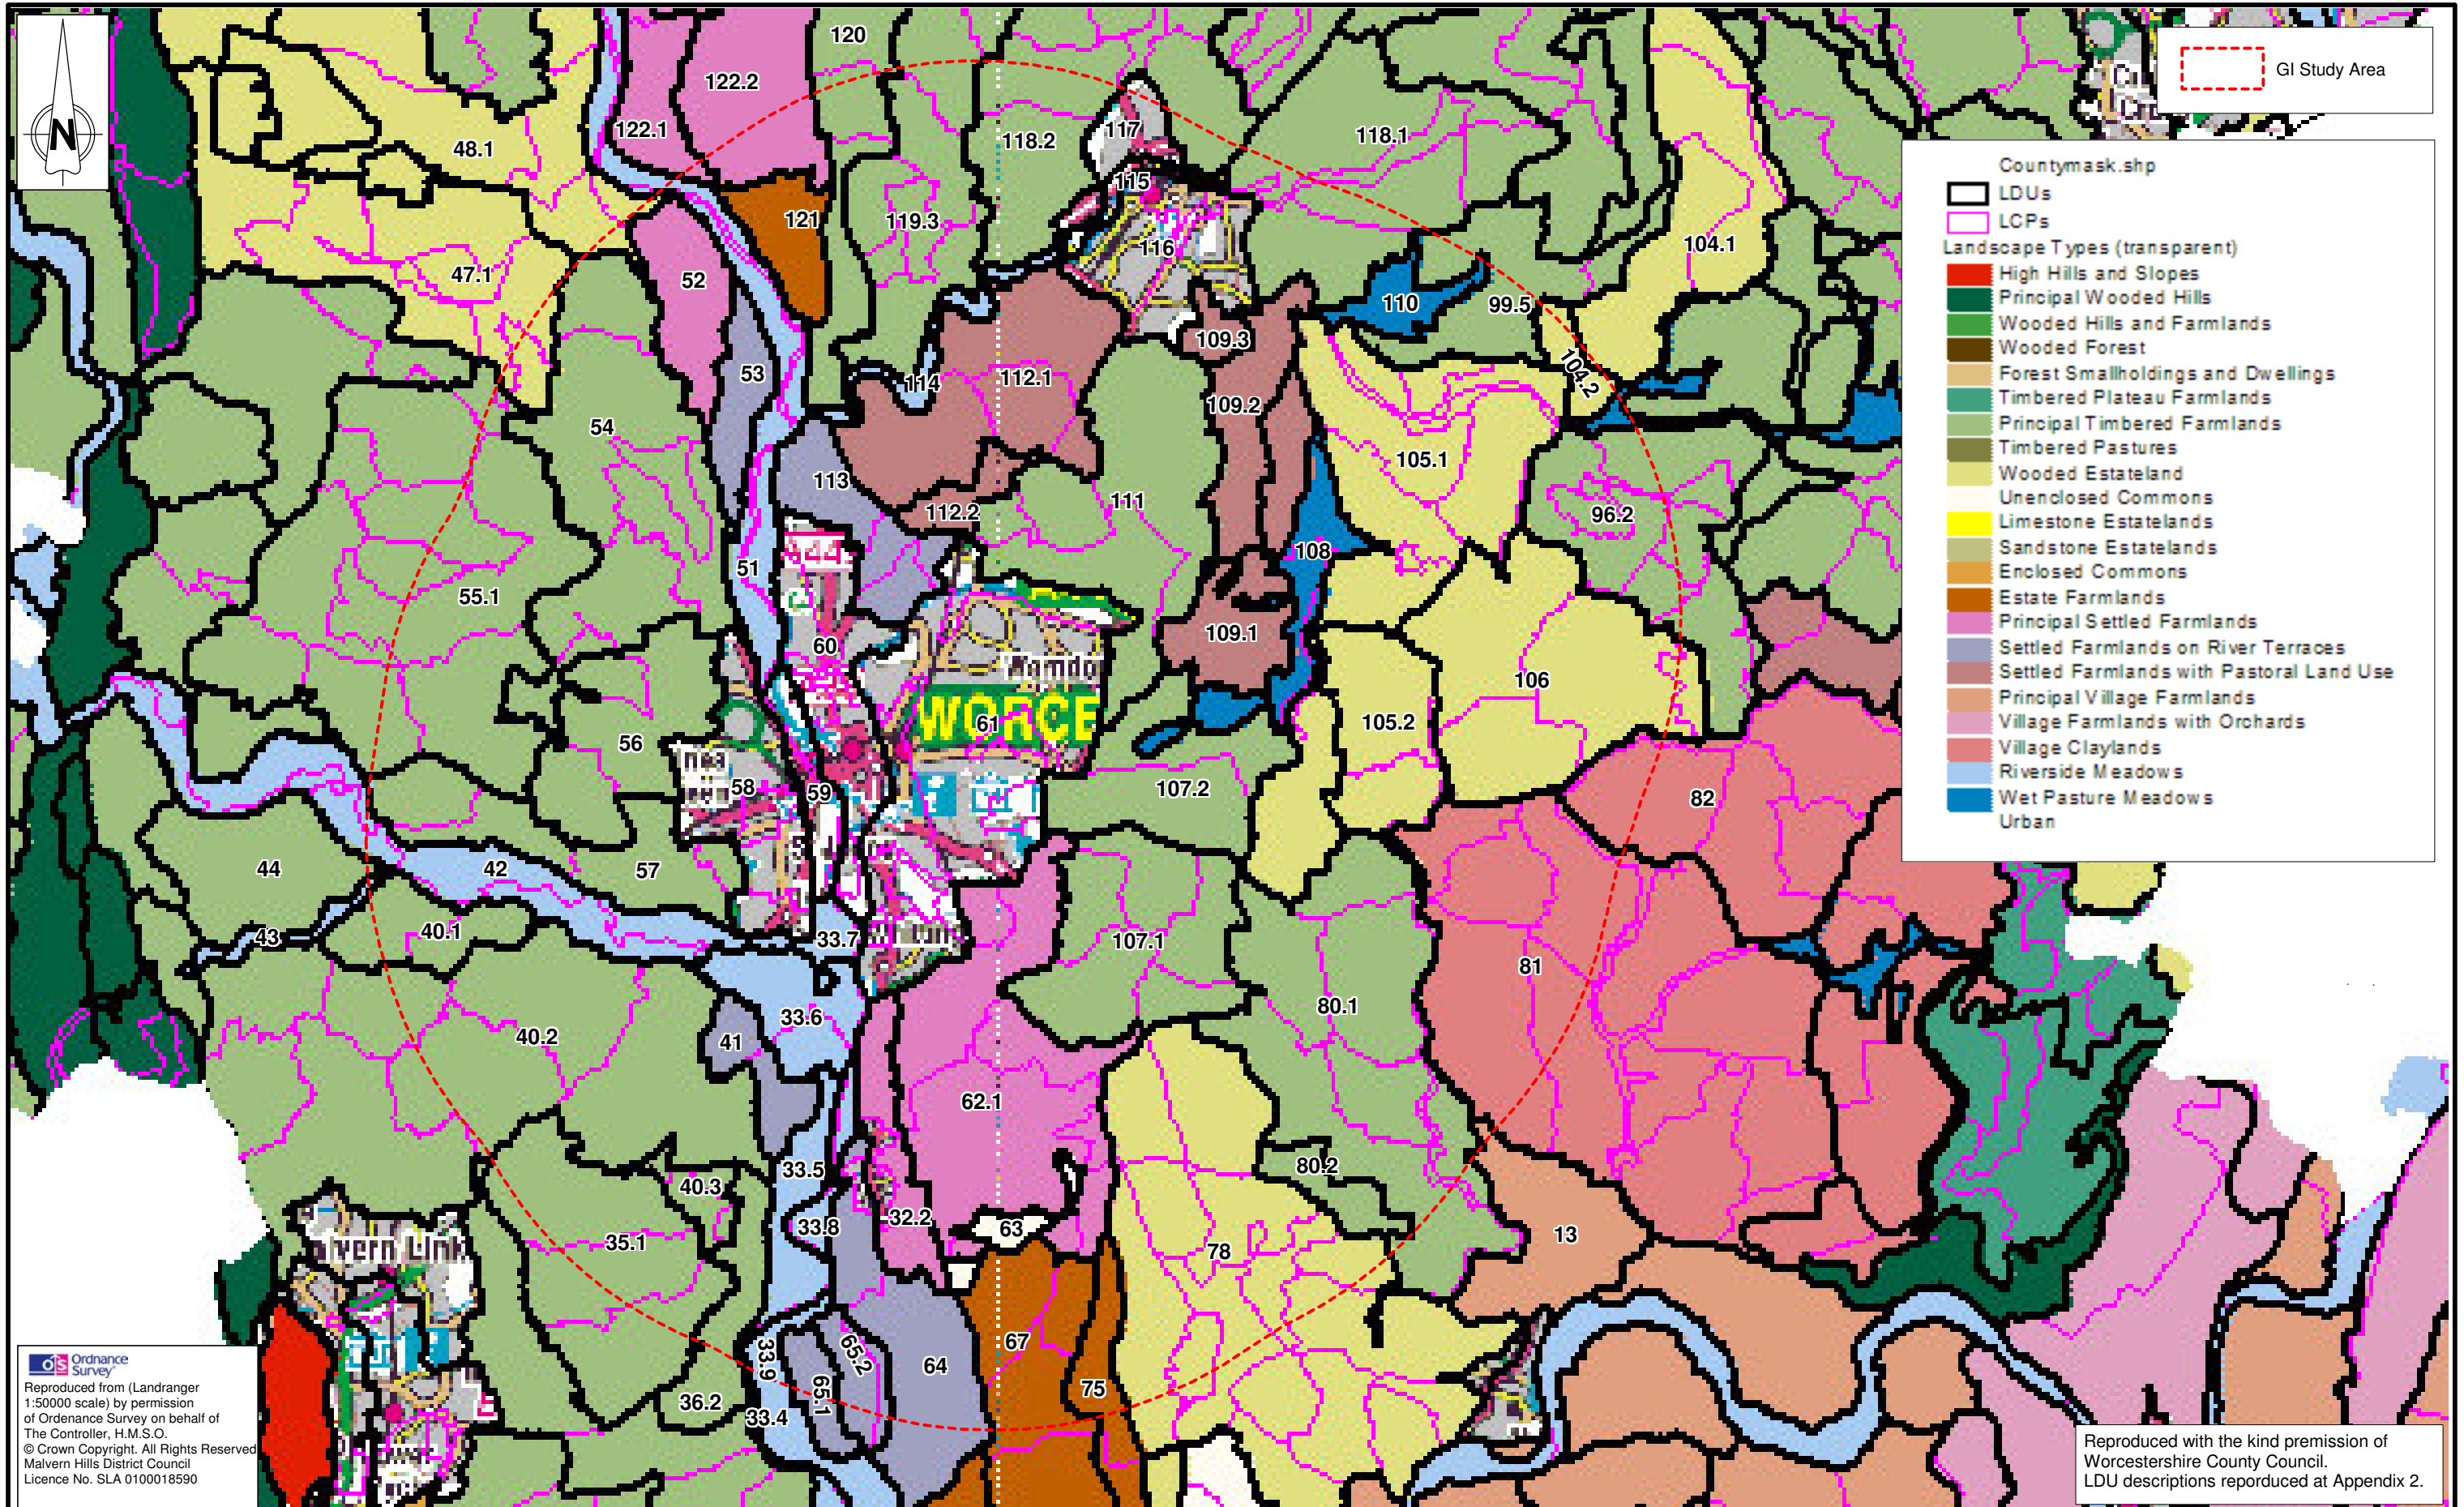 N
GI Study Area
Countymask.shp
LDUs
LCPs
Landscape Types (transparent)
High Hills and Slopes
Principal Wooded Hills
Wooded Hills and Farmlands
Wooded Forest
Forest Smallholdings and Dwellings
Timbered Plateau Farmlands
Principal Timbered Farmlands
Timbered Pastures
Wooded Estateland
Unenclosed Commons
Limestone Estatelands
Sandstone Estatelands
Enclosed Commons
Estate Farmlands
Principal Settled Farmlands
Settled Farmlands on River Terraces
Settled Farmlands with Pastoral Land Use
Principal Village Farmlands
Village Farmlands with Orchards
Village Claylands
Riverside Meadows
Wet Pasture Meadows
Urban
120
122.2
122.1
48.1
118.2
117
118.1
115
121
119.3
116
104.1
47.1
52
110
99.5
109.3
53
114
112.1
104.2
109.2
54
105.1
113
111
112.2
96.2
A44
108
51
55.1
109.1
60
Warndo
106
WORCE
61
105.2
56
58
59
107.2
82
44
42
57
43
40.1
33.7
107.1
81
33.6
40.2
41
80.1
62.1
33.5
80.2
40.3
32.2
33.8
63
35.1
13
78
lvern Link
33.9
65.2
67
64
65.1
75
36.2
33.4
OS Ordnance
Survey
Reproduced from (Landranger
1:50000 scale) by permission
of Ordenance Survey on behalf of
The Controller, H.M.S.O.
© Crown Copyright. All Rights Reserved
Malvern Hills District Council
Licence No. SLA 0100018590
Reproduced with the kind premission of
Worcestershire County Council.
LDU descriptions reporduced at Appendix 2.